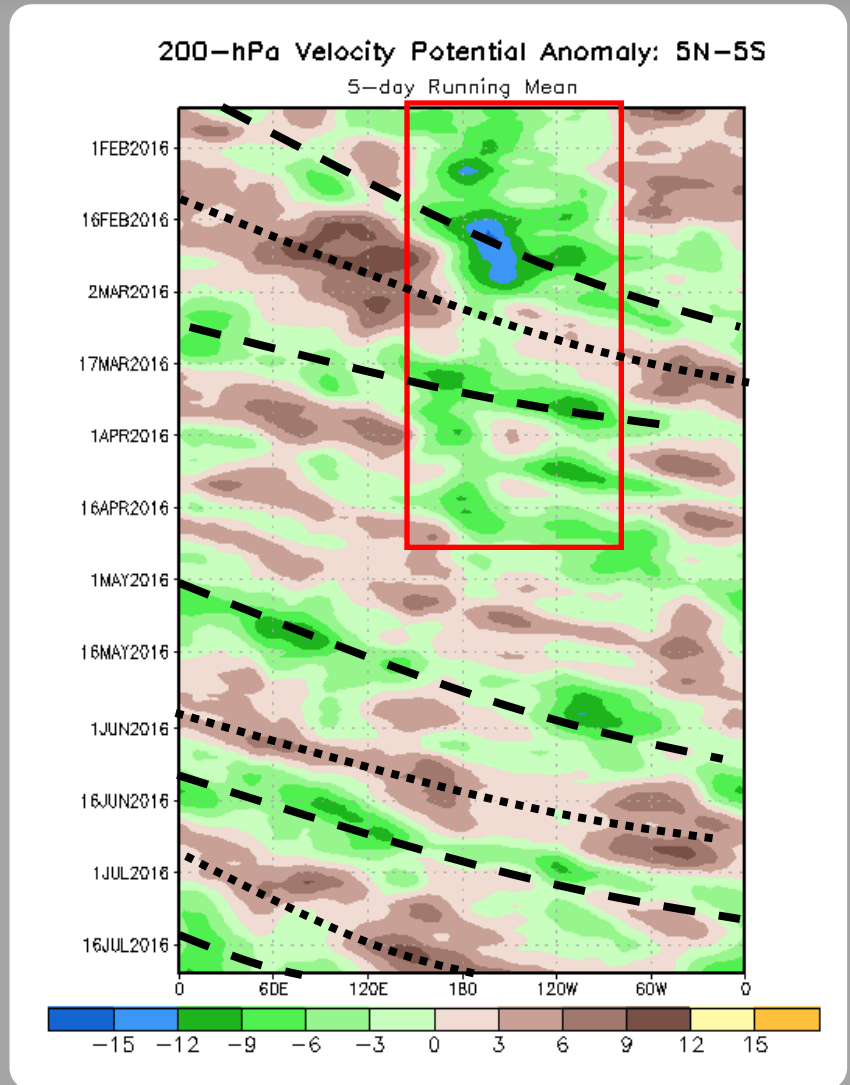 200-hPa Velocity Potential Anomaly: 5N-5S
5-day Running Mean
1FEB2016
16FEB2016
2MAR2016
17MAR2016
1APR2016
16APR2016
1MAY2016
16MAY2016
1JUN2016
16JUN2016
1JUL2016
16JUL2016
0 60E 120E 180 120W 60W 0
-15 -12 -9 -6 -3 0 3 6 9 12 15